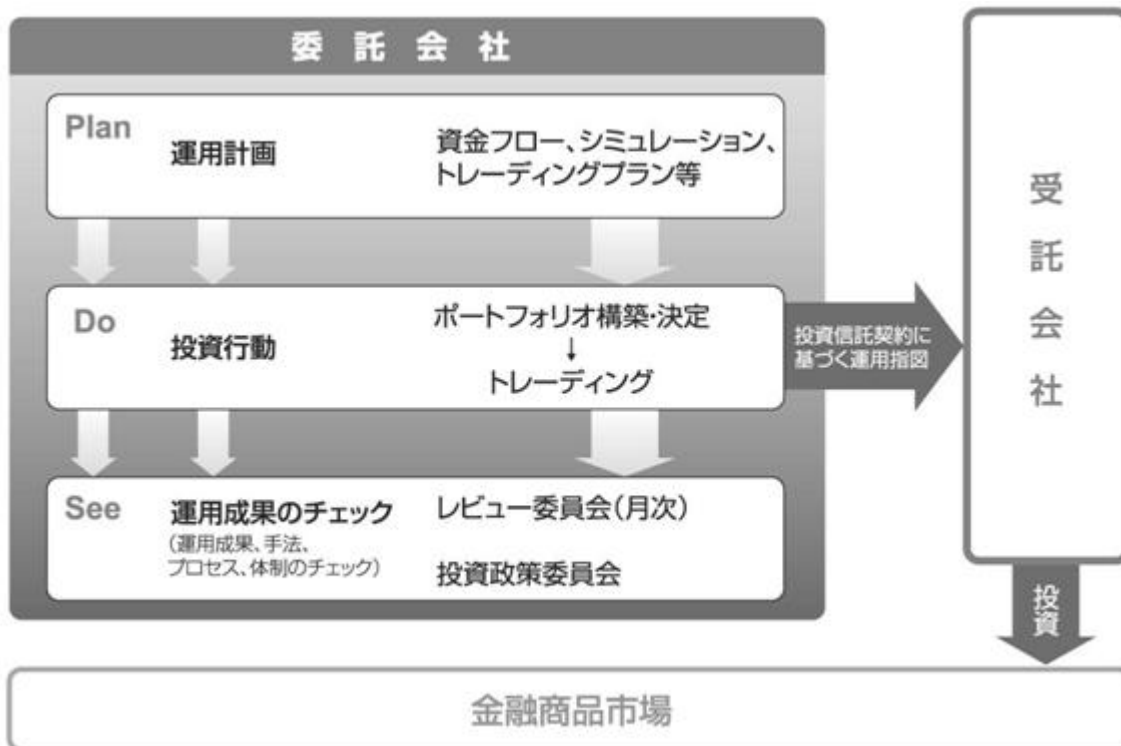 委託会社
Plan
運用計画
資金フロー、シミュレーション、
トレーディングプラン等
Do
投資行動
ポートフォリオ構築・決定
↓
トレーディング
投資信託契約に
基づく運用指図
See
運用成果のチェック
(運用成果、手法、
プロセス、体制のチェック)
レビュー委員会(月次)
投資政策委員会
受託会社
投資
金融商品市場